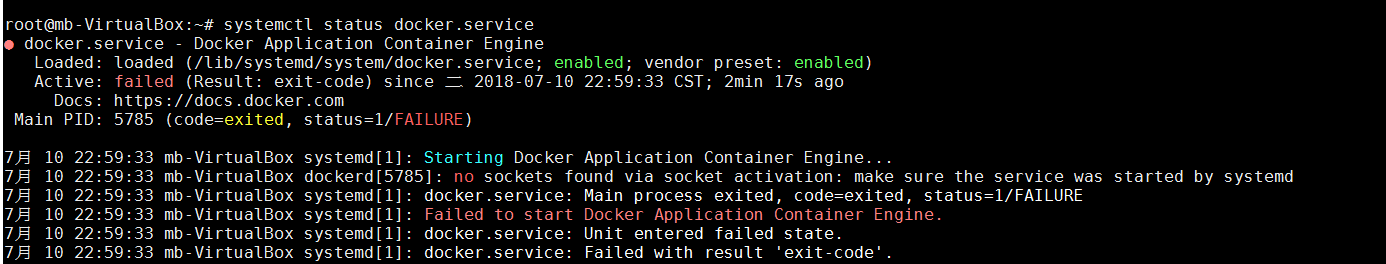 root@mb-VirtualBox:~# systemctl status docker.service
● docker.service - Docker Application Container Engine
   Loaded: loaded (/lib/systemd/system/docker.service; enabled; vendor preset: enabled)
   Active: failed (Result: exit-code) since 二 2018-07-10 22:59:33 CST; 2min 17s ago
     Docs: https://docs.docker.com
 Main PID: 5785 (code=exited, status=1/FAILURE)

7月 10 22:59:33 mb-VirtualBox systemd[1]: Starting Docker Application Container Engine...
7月 10 22:59:33 mb-VirtualBox dockerd[5785]: no sockets found via socket activation: make sure the service was started by systemd
7月 10 22:59:33 mb-VirtualBox systemd[1]: docker.service: Main process exited, code=exited, status=1/FAILURE
7月 10 22:59:33 mb-VirtualBox systemd[1]: Failed to start Docker Application Container Engine.
7月 10 22:59:33 mb-VirtualBox systemd[1]: docker.service: Unit entered failed state.
7月 10 22:59:33 mb-VirtualBox systemd[1]: docker.service: Failed with result 'exit-code'.